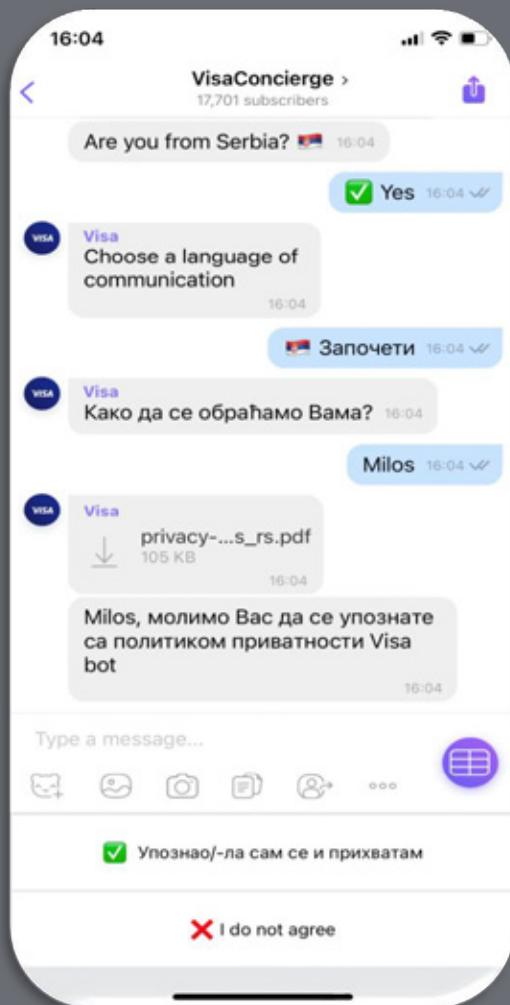 16:04
VisaConcierge >
17,701 subscribers
Are you from Serbia? 🇷🇸 16:04
✅ Yes 16:04
VISA
Visa
Choose a language of
communication
16:04
🇷🇸 Започети 16:04
VISA
Visa
Како да се обраћамо Вама? 16:04
Milos 16:04
VISA
Visa
privacy-...s_rs.pdf
105 KB
16:04
Milos, молимо Вас да се упознате
са политиком приватности Visa
bot
16:04
Type a message...
✅ Упознао/-ла сам се и прихватам
❌ I do not agree